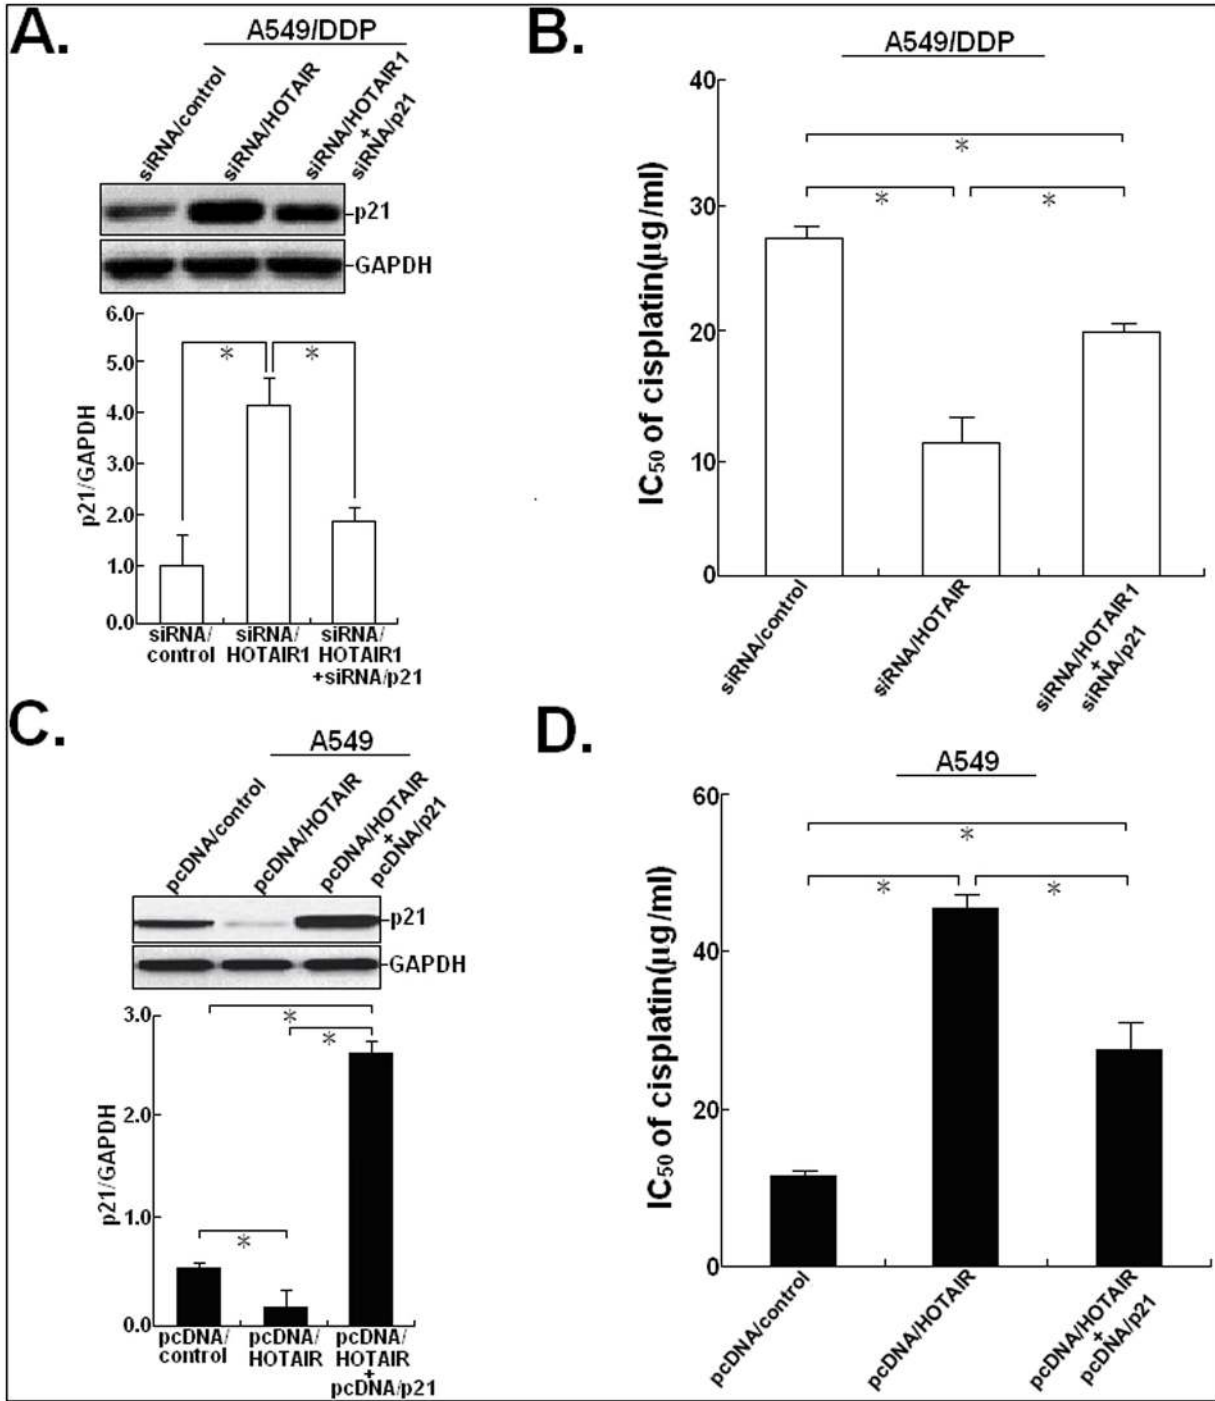 A.
A549/DDP
siRNA/control
siRNA/HOTAIR
siRNA/HOTAIR1
+
siRNA/p21
p21
GAPDH
6.0
5.0
4.0
3.0
2.0
1.0
0.0
p21/GAPDH
*
*
siRNA/
control
siRNA/
HOTAIR1
siRNA/
HOTAIR1
+siRNA/p21
B.
A549/DDP
40
30
20
10
0
IC50 of cisplatin(µg/ml)
*
*
*
siRNA/control
siRNA/HOTAIR
siRNA/HOTAIR1
+
siRNA/p21
C.
A549
pcDNA/control
pcDNA/HOTAIR
pcDNA/HOTAIR
+
pcDNA/p21
p21
GAPDH
3.0
2.0
1.0
0.0
p21/GAPDH
*
*
*
pcDNA/
control
pcDNA/
HOTAIR
pcDNA/
HOTAIR
+
pcDNA/p21
D.
A549
60
40
20
0
IC50 of cisplatin(µg/ml)
*
*
*
pcDNA/control
pcDNA/HOTAIR
pcDNA/HOTAIR
+
pcDNA/p21